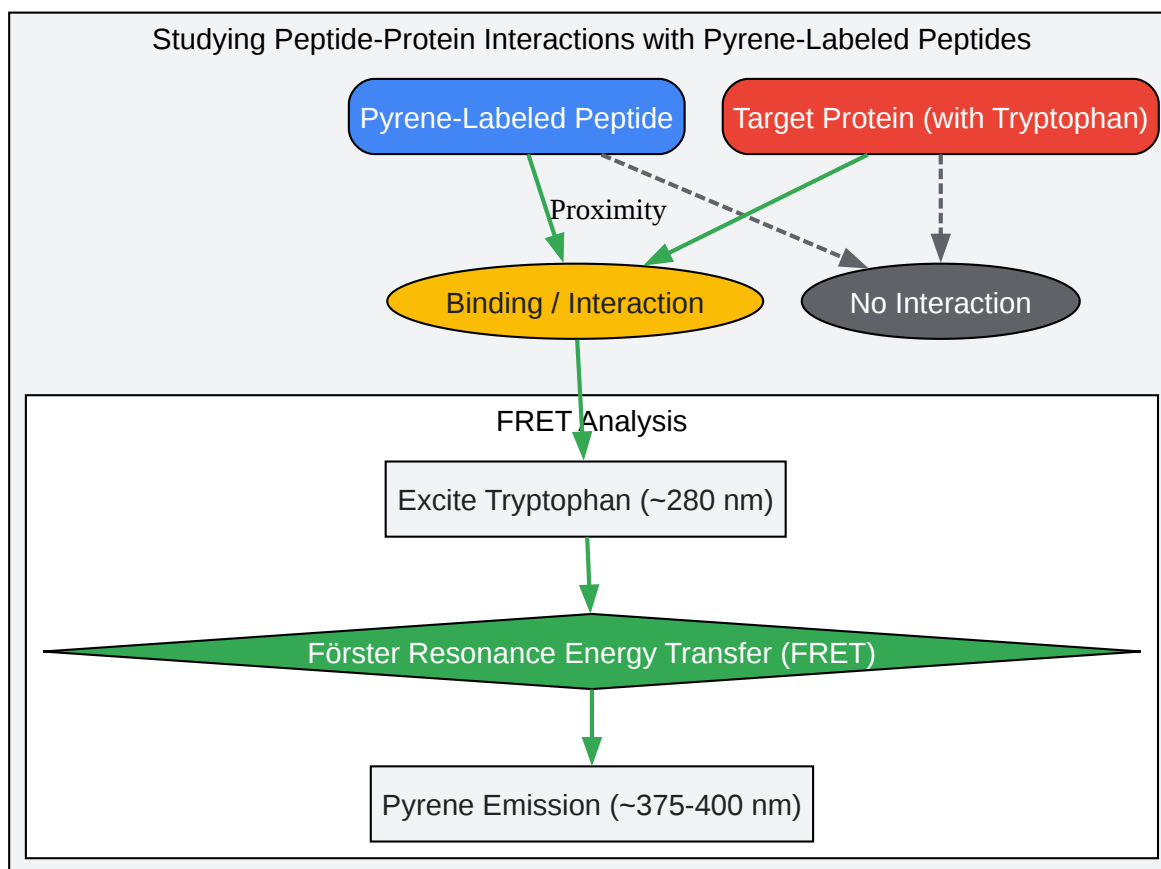 Studying Peptide-Protein Interactions with Pyrene-Labeled Peptides
Pyrene-Labeled Peptide
Target Protein (with Tryptophan)
Proximity
Binding / Interaction
No Interaction
FRET Analysis
Excite Tryptophan (~280 nm)
Förster Resonance Energy Transfer (FRET)
Pyrene Emission (~375-400 nm)